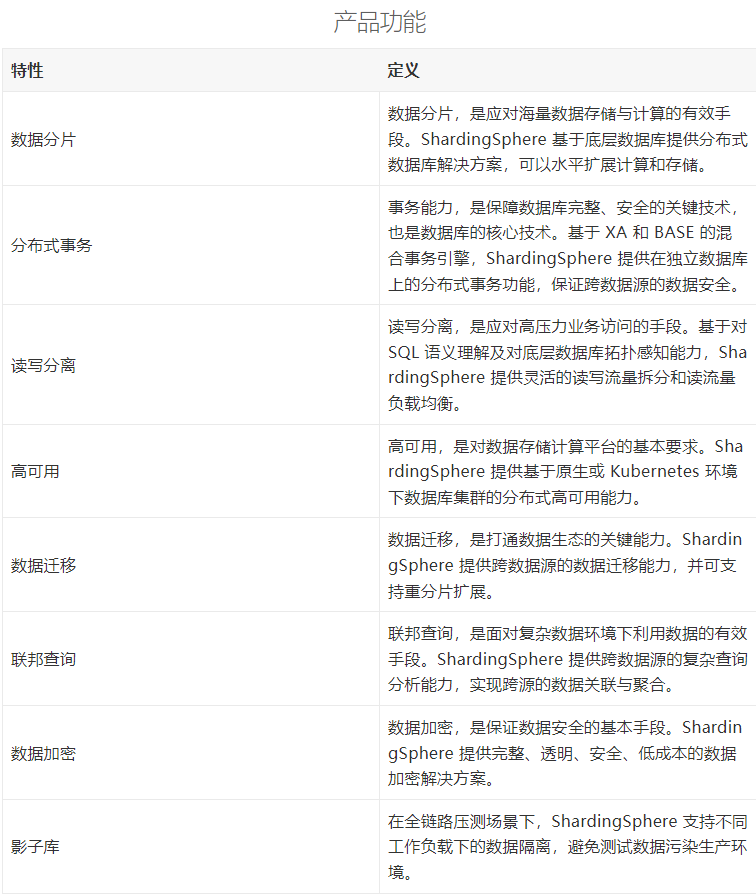 产品功能
特性
定义
数据分片
数据分片，是应对海量数据存储与计算的有效手
段。ShardingSphere 基于底层数据库提供分布式
数据库解决方案，可以水平扩展计算和存储。
分布式事务
事务能力，是保障数据库完整、安全的关键技术，
也是数据库的核心技术。基于 XA 和 BASE 的混
合事务引擎，ShardingSphere 提供在独立数据库
上的分布式事务功能，保证跨数据源的数据安全。
读写分离
读写分离，是应对高压力业务访问的手段。基于对
SQL 语义理解及对底层数据库拓扑感知能力，Sha
rdingSphere 提供灵活的读写流量拆分和读流量
负载均衡。
高可用
高可用，是对数据存储计算平台的基本要求。Sha
rdingSphere 提供基于原生或 Kubernetes 环境
下数据库集群的分布式高可用能力。
数据迁移
数据迁移，是打通数据生态的关键能力。Shardin
gSphere 提供跨数据源的数据迁移能力，并可支
持重分片扩展。
联邦查询
联邦查询，是面对复杂数据环境下利用数据的有效
手段。ShardingSphere 提供跨数据源的复杂查询
分析能力，实现跨源的数据关联与聚合。
数据加密
数据加密，是保证数据安全的基本手段。Shardin
gSphere 提供完整、透明、安全、低成本的数据
加密解决方案。
影子库
在全链路压测场景下，ShardingSphere 支持不同
工作负载下的数据隔离，避免测试数据污染生产环
境。